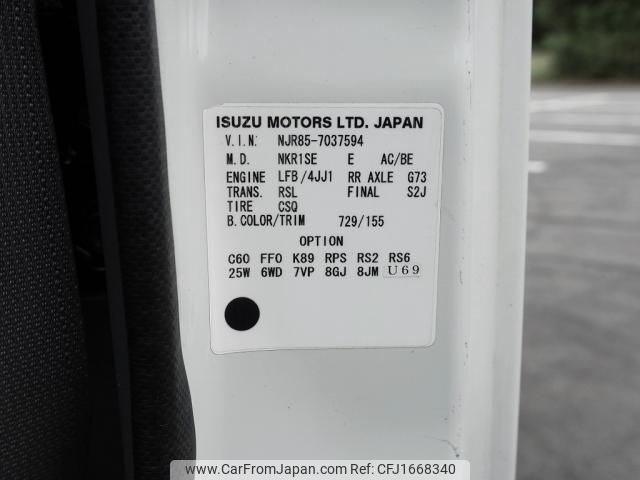 ISUZU MOTORS LTD. JAPAN
V.I.N: NJR85-7037594
M.D. NKR1SE E AC/BE
ENGINE LFB/4JJ1 RR AXLE G73
TRANS. RSL FINAL S2J
TIRE CSQ
B.COLOR/TRIM 729/155
OPTION
C60 FF0 K89 RPS RS2 RS6
25W 6WD 7VP 8GJ 8JM U69
www.CarFromJapan.com - CFJ1668340